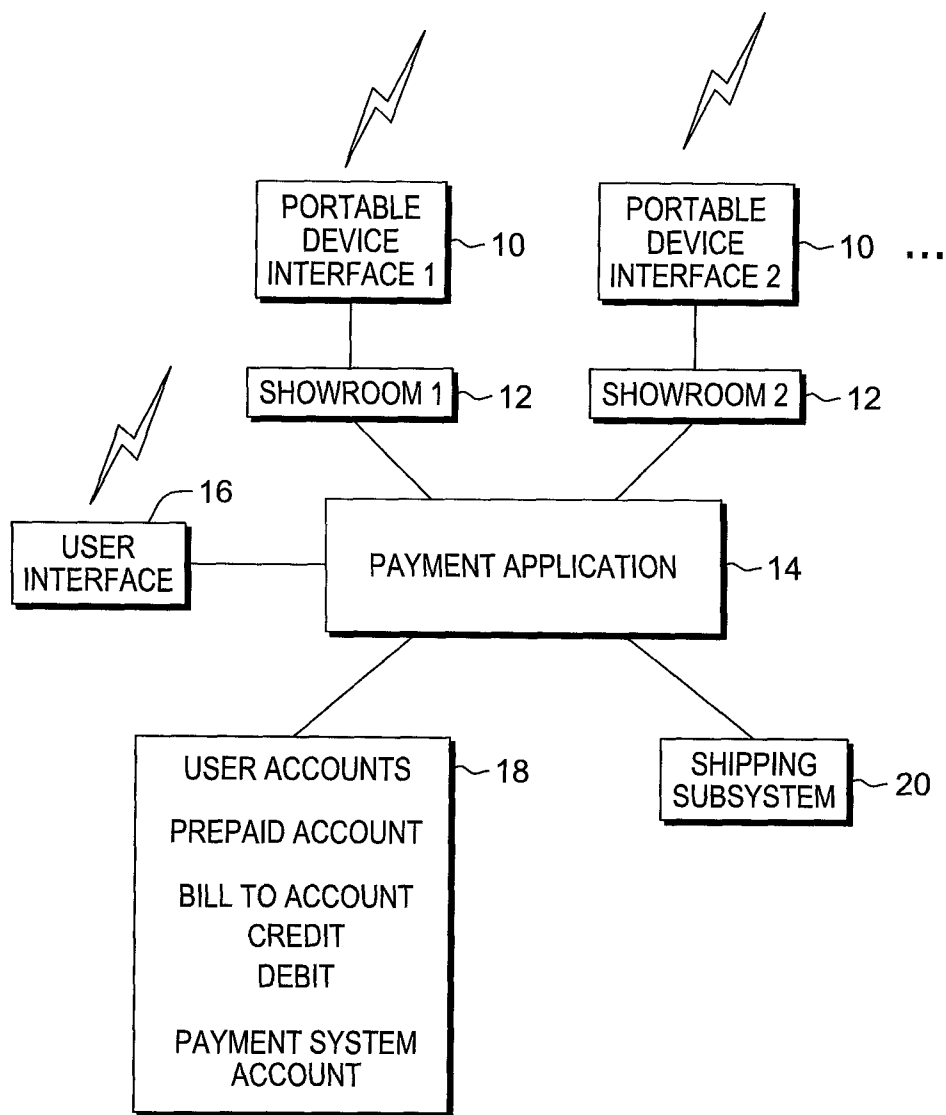 PORTABLE
DEVICE
INTERFACE 1
10
PORTABLE
DEVICE
INTERFACE 2
10
...
SHOWROOM 1
12
SHOWROOM 2
12
16
USER
INTERFACE
PAYMENT APPLICATION
14
USER ACCOUNTS
18
PREPAID ACCOUNT
BILL TO ACCOUNT
CREDIT
DEBIT
PAYMENT SYSTEM
ACCOUNT
SHIPPING
SUBSYSTEM
20